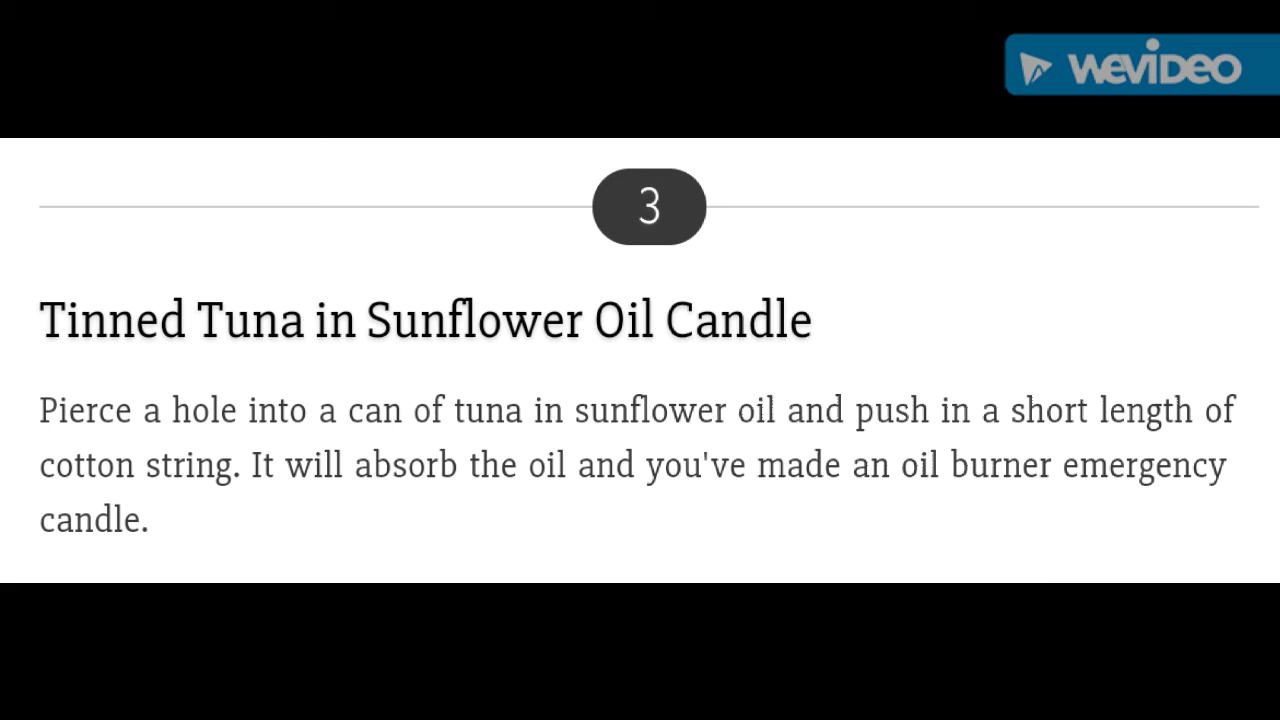 WEVIDEO
3
Tinned Tuna in Sunflower Oil Candle
Pierce a hole into a can of tuna in sunflower oil and push in a short length of
cotton string. It will absorb the oil and you've made an oil burner emergency
candle.